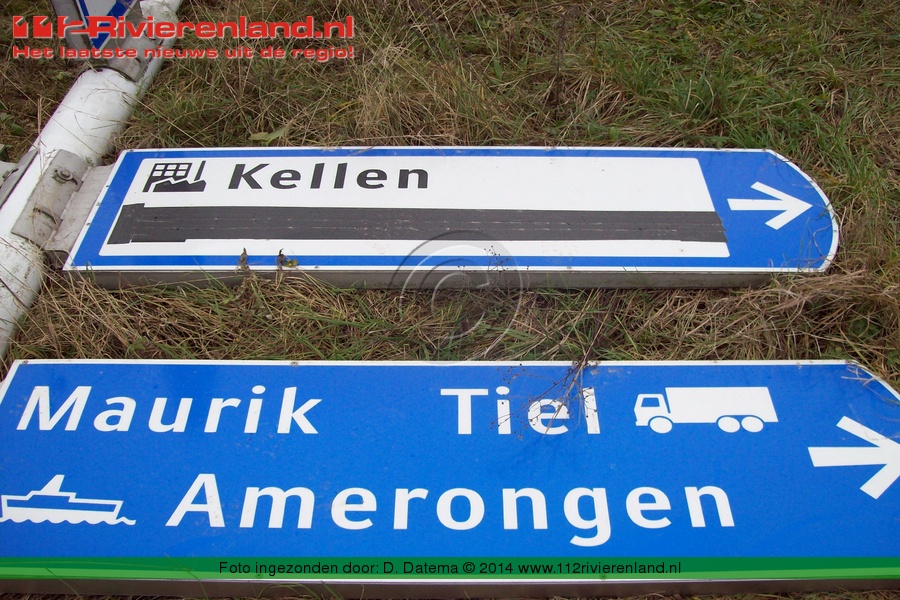 112-Rivierenland.nl
Het laatste nieuws uit de regio!
Kellen
Maurik Tiel
Amerongen
Foto ingezonden door: D. Datema © 2014 www.112rivierenland.nl